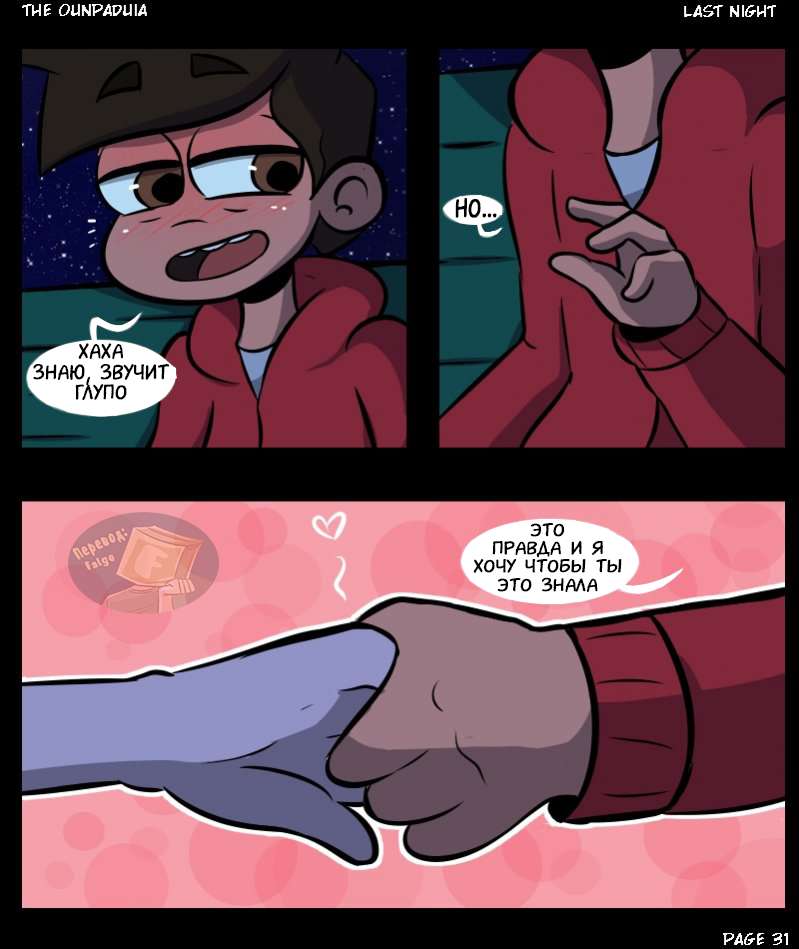 THE OUNPADUIA
LAST NIGHT
ХАХА
ЗНАЮ, ЗВУЧИТ
ГЛУПО
НО...
Перевод:
Falgo
F
ЭТО
ПРАВДА И Я
ХОЧУ ЧТОБЫ ТЫ
ЭТО ЗНАЛА
PAGE 31